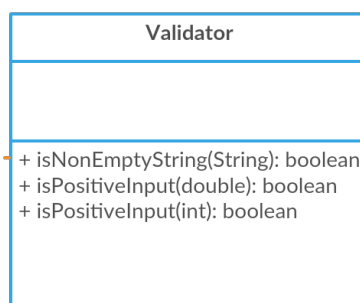 Validator
+ isNonEmptyString(String): boolean
+ isPositiveInput(double): boolean
+ isPositiveInput(int): boolean